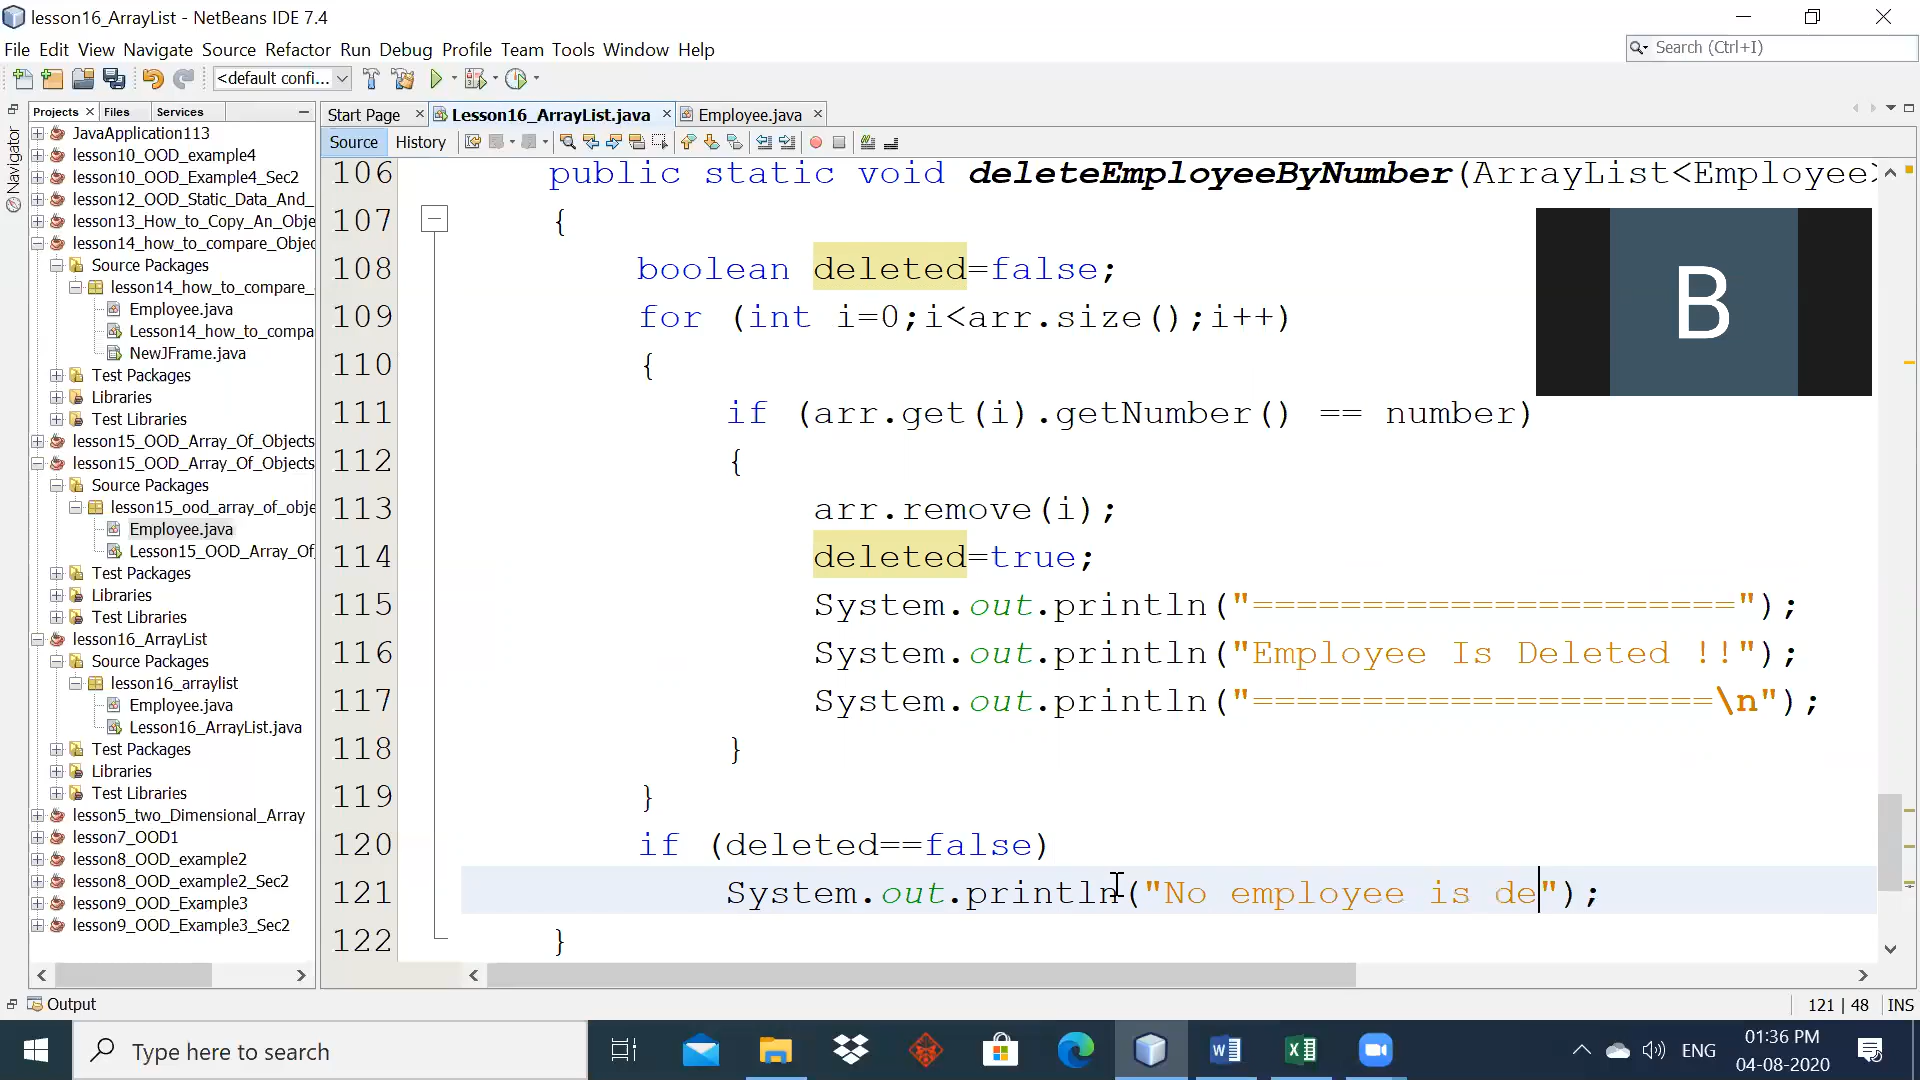 lesson16_ArrayList - NetBeans IDE 7.4
File Edit View Navigate Source Refactor Run Debug Profile Team Tools Window Help
Search (Ctrl+I)
<default confi...
Projects Files Services
Start Page Lesson16_ArrayList.java Employee.java
Source History
Navigator
JavaApplication113
lesson10_OOD_example4
lesson10_OOD_Example4_Sec2
lesson12_OOD_Static_Data_And_
lesson13_How_to_Copy_An_Obje
lesson14_how_to_compare_Objec
Source Packages
lesson14_how_to_compare_
Employee.java
Lesson14_how_to_compa
NewJFrame.java
Test Packages
Libraries
Test Libraries
lesson15_OOD_Array_Of_Objects
lesson15_OOD_Array_Of_Objects
Source Packages
lesson15_ood_array_of_obje
Employee.java
Lesson15_OOD_Array_Of
Test Packages
Libraries
Test Libraries
lesson16_ArrayList
Source Packages
lesson16_arraylist
Employee.java
Lesson16_ArrayList.java
Test Packages
Libraries
Test Libraries
lesson5_two_Dimensional_Array
lesson7_OOD1
lesson8_OOD_example2
lesson8_OOD_example2_Sec2
lesson9_OOD_Example3
lesson9_OOD_Example3_Sec2
106 public static void deleteEmployeeByNumber(ArrayList<Employee>
107 {
108 boolean deleted=false;
109 for (int i=0;i<arr.size();i++)
110 {
111 if (arr.get(i).getNumber() == number)
112 {
113 arr.remove(i);
114 deleted=true;
115 System.out.println("======================");
116 System.out.println("Employee Is Deleted !!");
117 System.out.println("=====================\n");
118 }
119 }
120 if (deleted==false)
121 System.out.println("No employee is de");
122 }
B
Output
121 | 48 INS
Type here to search
ENG
01:36 PM
04-08-2020